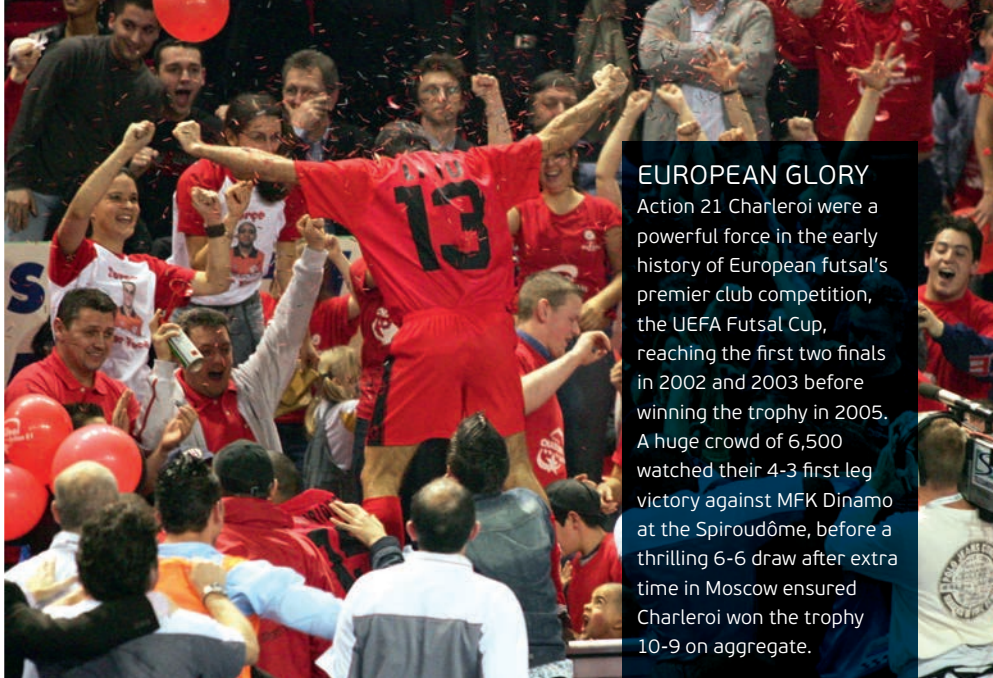 13
EUROPEAN GLORY
Action 21 Charleroi were a
powerful force in the early
history of European futsal's
premier club competition,
the UEFA Futsal Cup,
reaching the first two finals
in 2002 and 2003 before
winning the trophy in 2005.
A huge crowd of 6,500
watched their 4-3 first leg
victory against MFK Dinamo
at the Spiroudôme, before a
thrilling 6-6 draw after extra
time in Moscow ensured
Charleroi won the trophy
10-9 on aggregate.